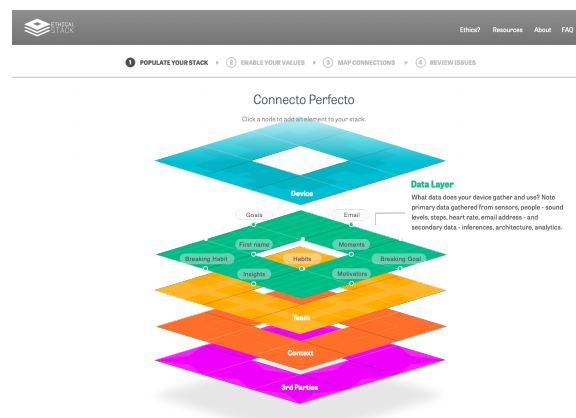 ETHICAL
STACK
Ethics?
Resources
About
FAQ
1 POPULATE YOUR STACK
2 ENABLE YOUR VALUES
3 MAP CONNECTIONS
4 REVIEW ISSUES
Connecto Perfecto
Click a node to add an element to your stack.
Device
Data Layer
What data does your device gather and use? Note
primary data gathered from sensors, people - sound
levels, steps, heart rate, email address - and
secondary data - inferences, architecture, analytics.
Goals
Email
First name
Moments
Breaking Habit
Habits
Breaking Goal
Insights
Motivators
Team
Context
3rd Parties